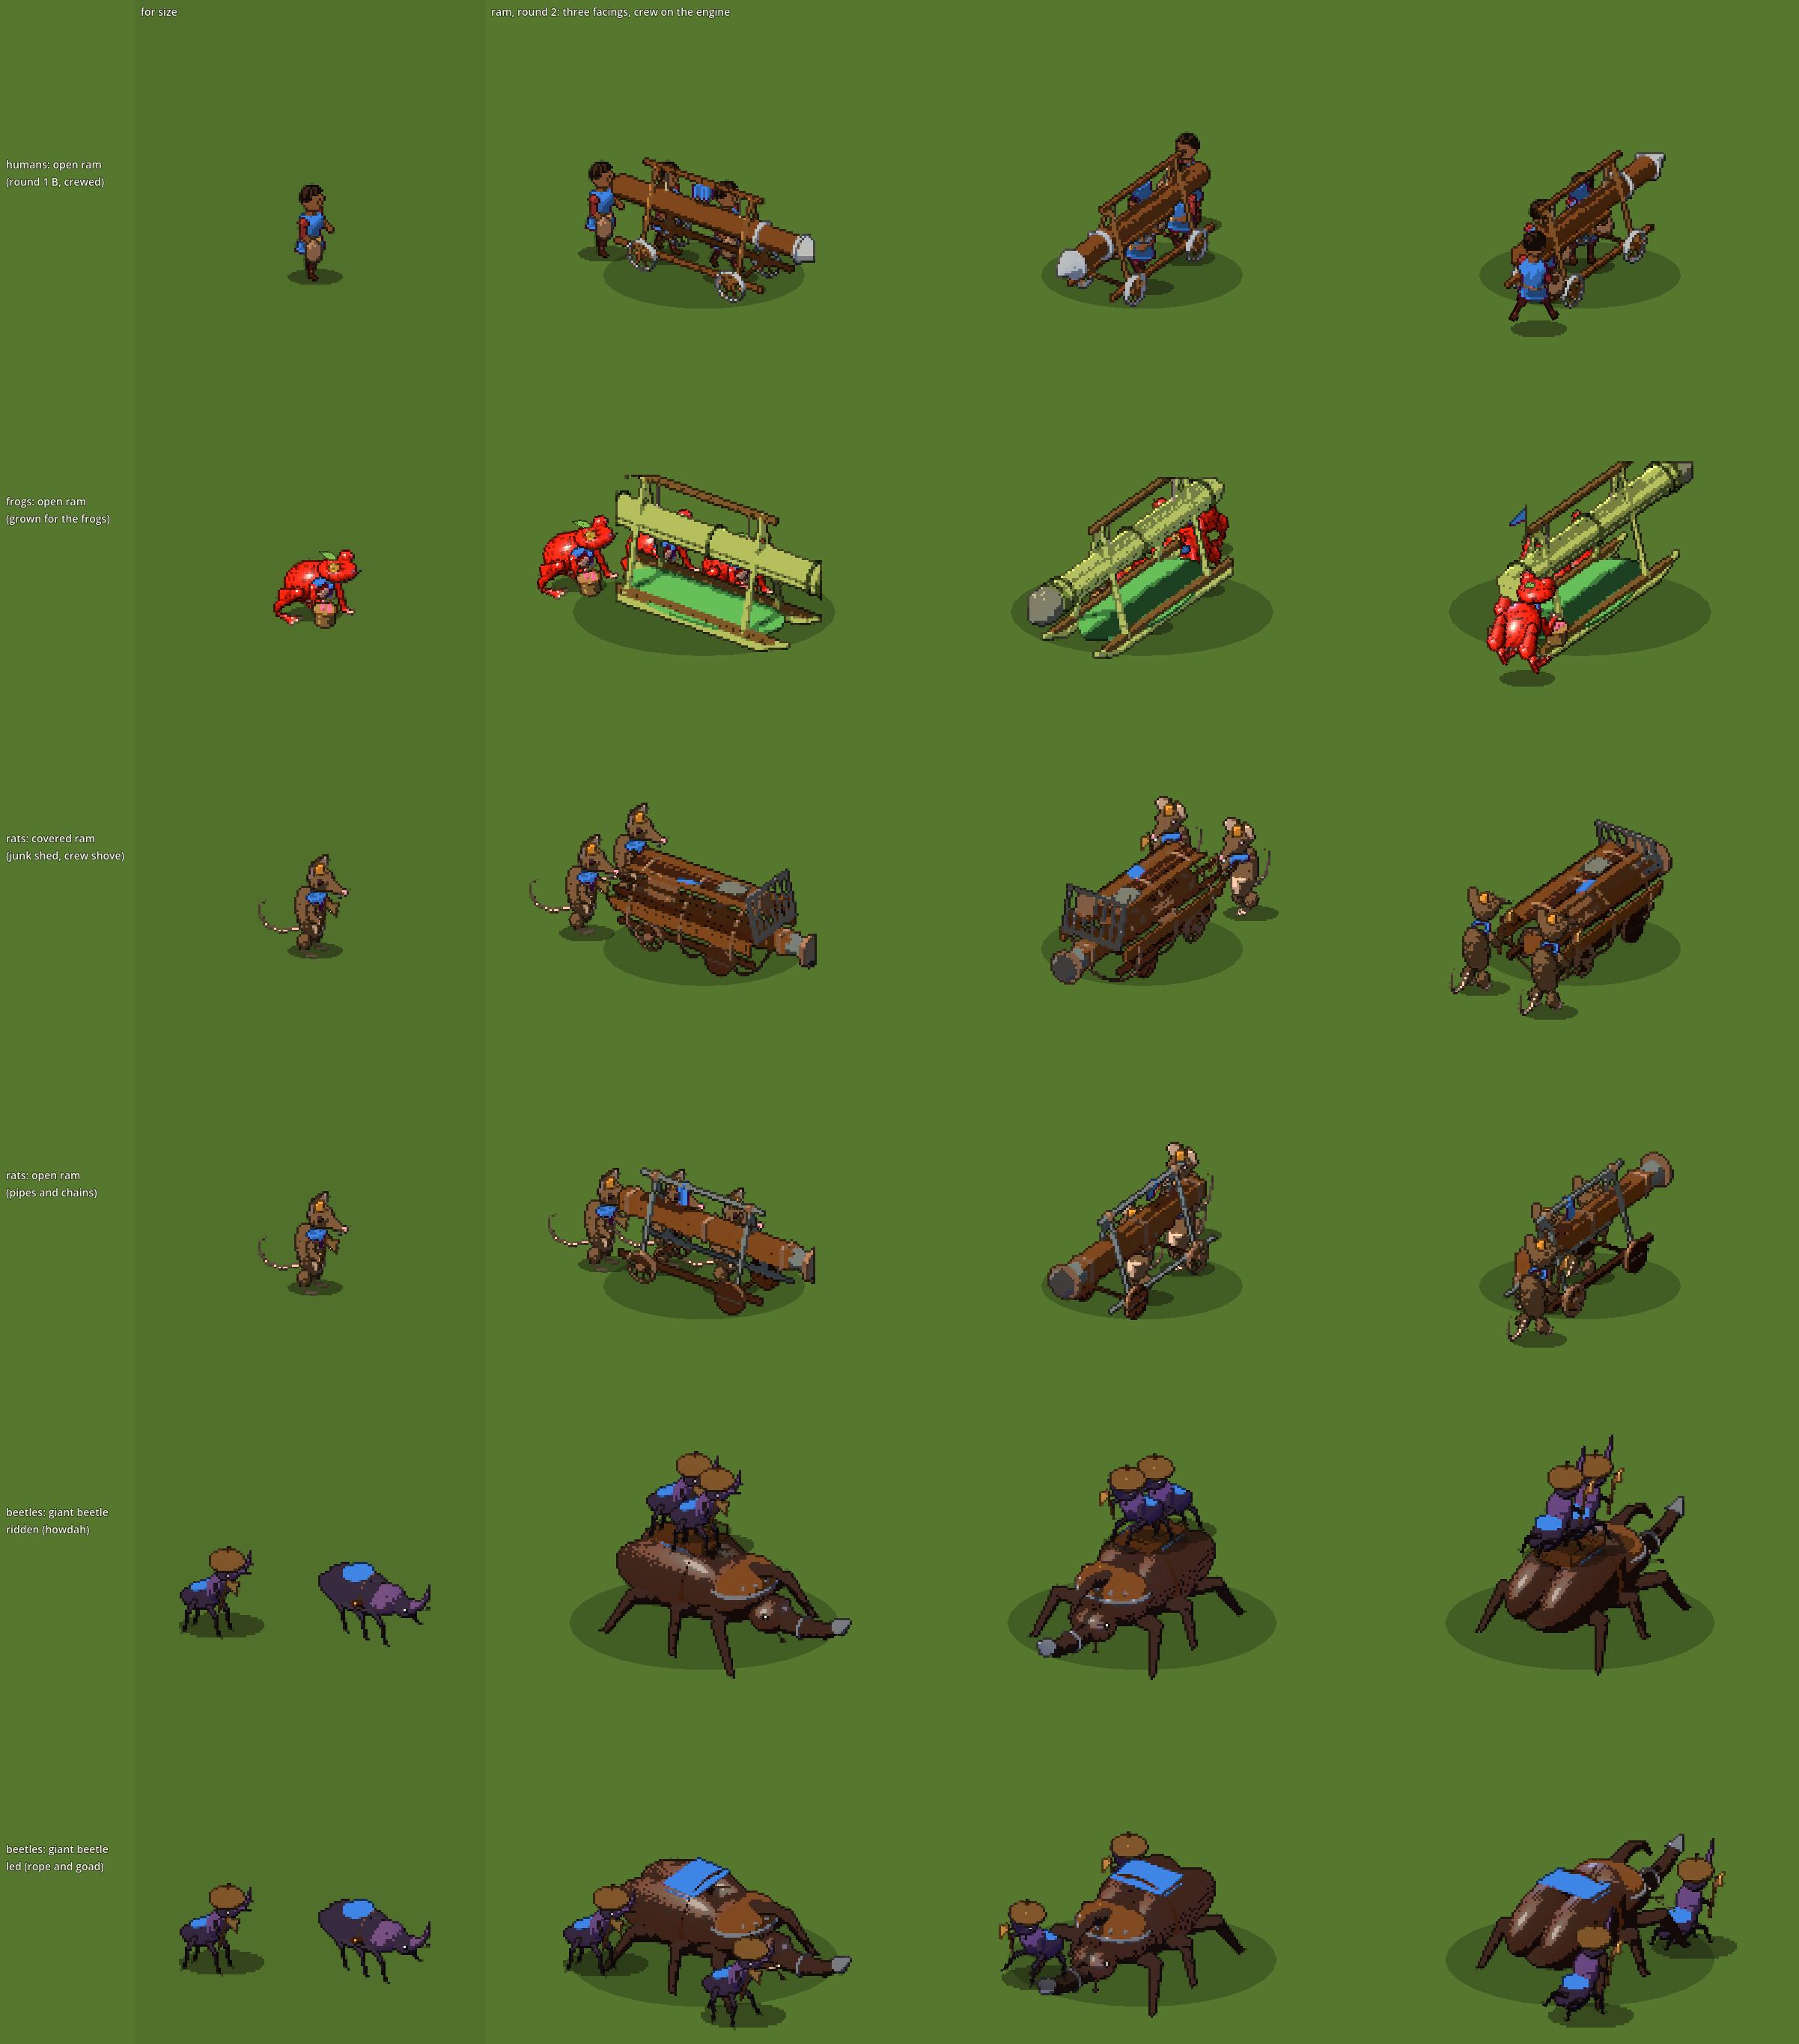 for size
ram, round 2: three facings, crew on the engine
humans: open ram
(round 1 B, crewed)
frogs: open ram
(grown for the frogs)
rats: covered ram
(junk shed, crew shove)
rats: open ram
(pipes and chains)
beetles: giant beetle
ridden (howdah)
beetles: giant beetle
led (rope and goad)